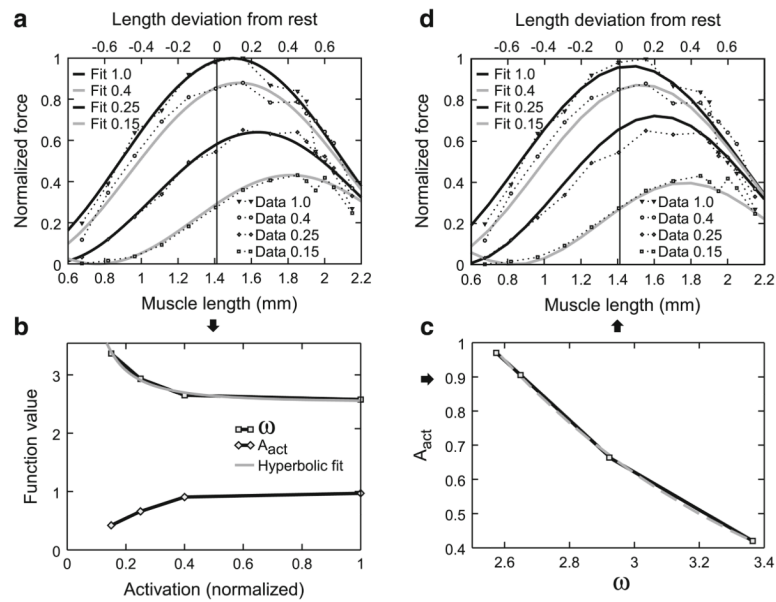 a
Length deviation from rest
-0.6 -0.4 -0.2 0 0.2 0.4 0.6
Normalized force
1
0.8
0.6
0.4
0.2
0
Fit 1.0
Fit 0.4
Fit 0.25
Fit 0.15
Data 1.0
Data 0.4
Data 0.25
Data 0.15
0.6 0.8 1 1.2 1.4 1.6 1.8 2 2.2
Muscle length (mm)
d
Length deviation from rest
-0.6 -0.4 -0.2 0 0.2 0.4 0.6
Normalized force
1
0.8
0.6
0.4
0.2
0
Fit 1.0
Fit 0.4
Fit 0.25
Fit 0.15
Data 1.0
Data 0.4
Data 0.25
Data 0.15
0.6 0.8 1 1.2 1.4 1.6 1.8 2 2.2
Muscle length (mm)
b
Function value
3
2
1
0
ω
Aact
Hyperbolic fit
0 0.2 0.4 0.6 0.8 1
Activation (normalized)
c
Aact
1
0.9
0.8
0.7
0.6
0.5
0.4
2.6 2.8 3 3.2 3.4
ω